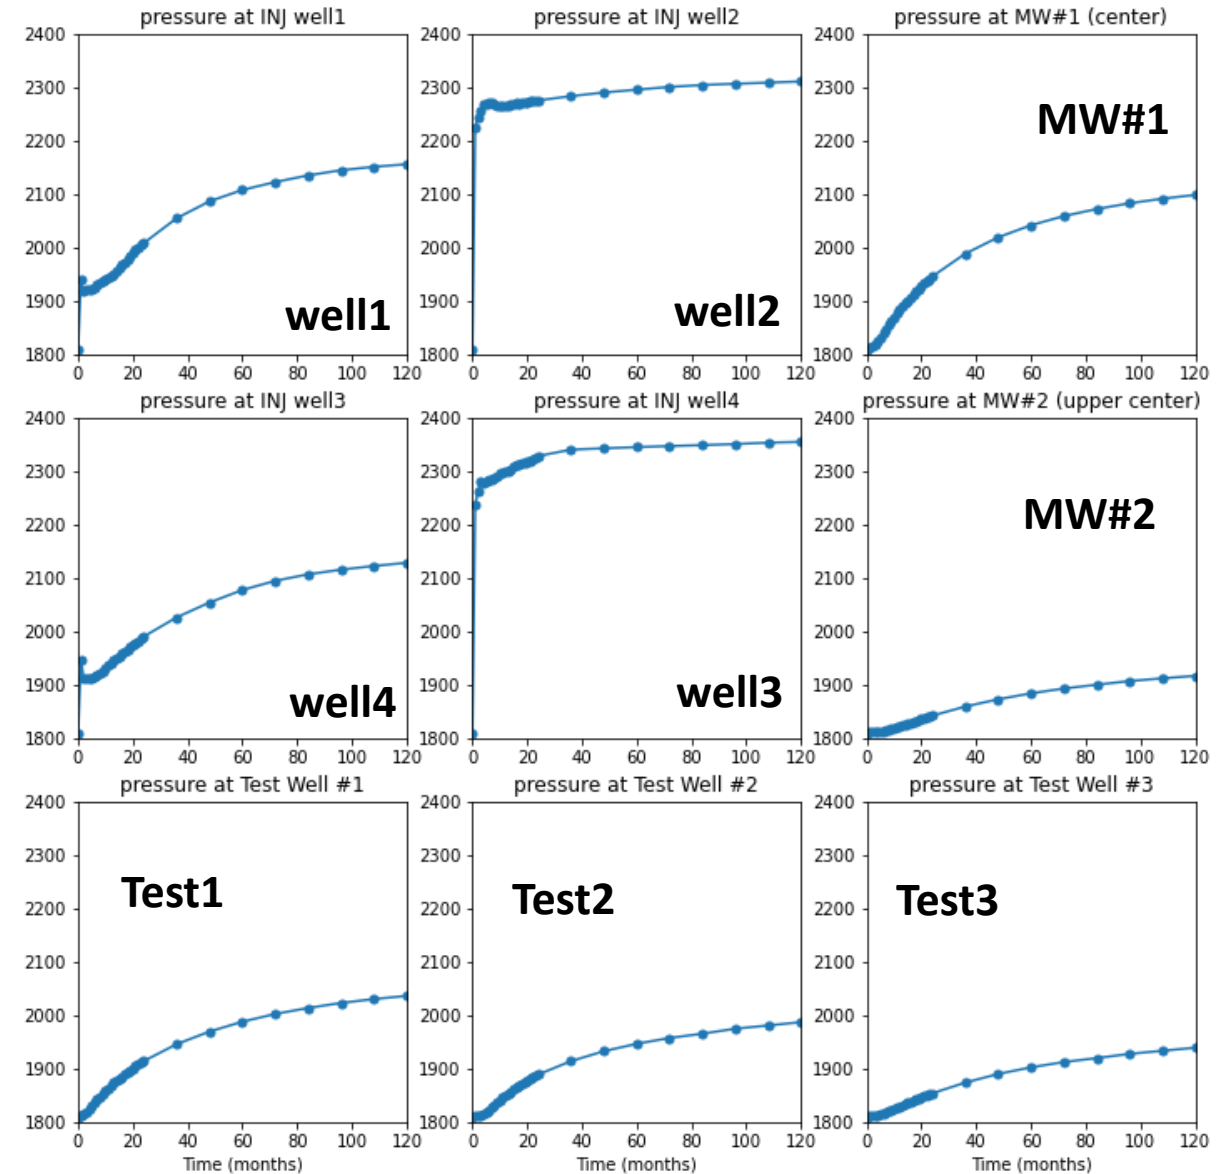 pressure at INJ well1
pressure at INJ well2
pressure at MW#1 (center)
2400
2300
2200
2100
2000
1900
1800
0 20 40 60 80 100 120
well1
2400
2300
2200
2100
2000
1900
1800
0 20 40 60 80 100 120
well2
2400
2300
2200
2100
2000
1900
1800
0 20 40 60 80 100 120
MW#1
pressure at INJ well3
pressure at INJ well4
pressure at MW#2 (upper center)
2400
2300
2200
2100
2000
1900
1800
0 20 40 60 80 100 120
well4
2400
2300
2200
2100
2000
1900
1800
0 20 40 60 80 100 120
well3
2400
2300
2200
2100
2000
1900
1800
0 20 40 60 80 100 120
MW#2
pressure at Test Well #1
pressure at Test Well #2
pressure at Test Well #3
2400
2300
2200
2100
2000
1900
1800
0 20 40 60 80 100 120
Test1
Time (months)
2400
2300
2200
2100
2000
1900
1800
0 20 40 60 80 100 120
Test2
Time (months)
2400
2300
2200
2100
2000
1900
1800
0 20 40 60 80 100 120
Test3
Time (months)